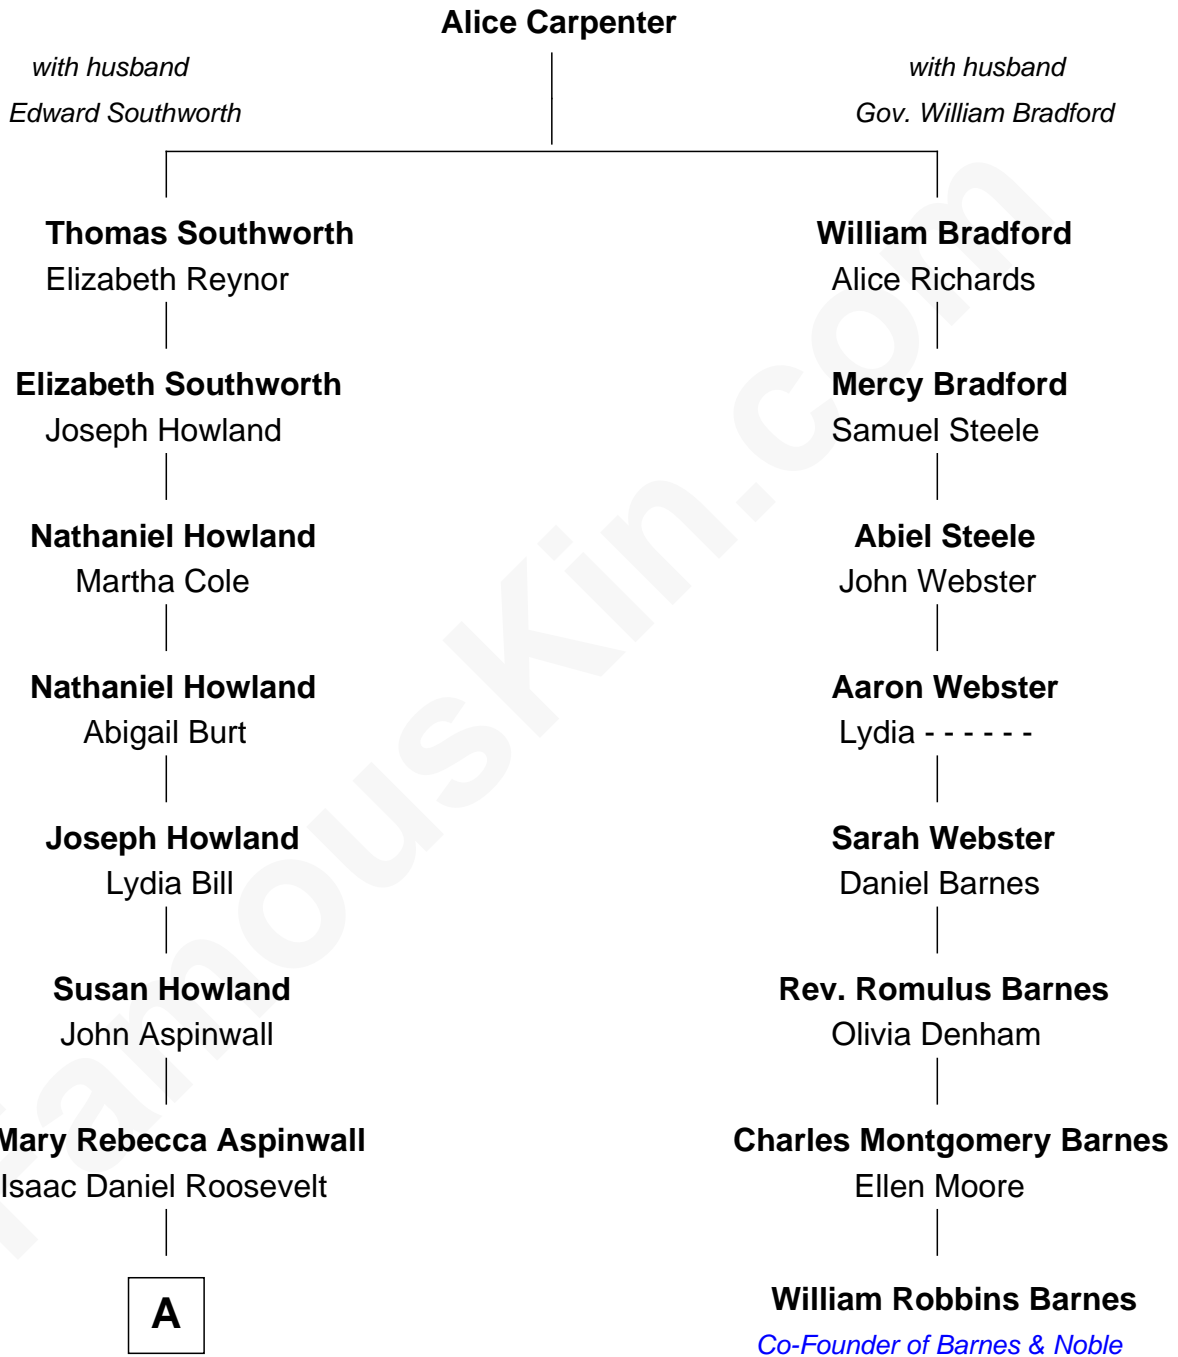 Alice Carpenter
with husband
Edward Southworth
with husband
Gov. William Bradford
Thomas Southworth
Elizabeth Reynor
William Bradford
Alice Richards
Elizabeth Southworth
Joseph Howland
Mercy Bradford
Samuel Steele
Nathaniel Howland
Martha Cole
Abiel Steele
John Webster
Nathaniel Howland
Abigail Burt
Aaron Webster
Lydia - - - - - -
Joseph Howland
Lydia Bill
Sarah Webster
Daniel Barnes
Susan Howland
John Aspinwall
Rev. Romulus Barnes
Olivia Denham
Mary Rebecca Aspinwall
Isaac Daniel Roosevelt
Charles Montgomery Barnes
Ellen Moore
A
William Robbins Barnes
Co-Founder of Barnes & Noble
famouskin.com